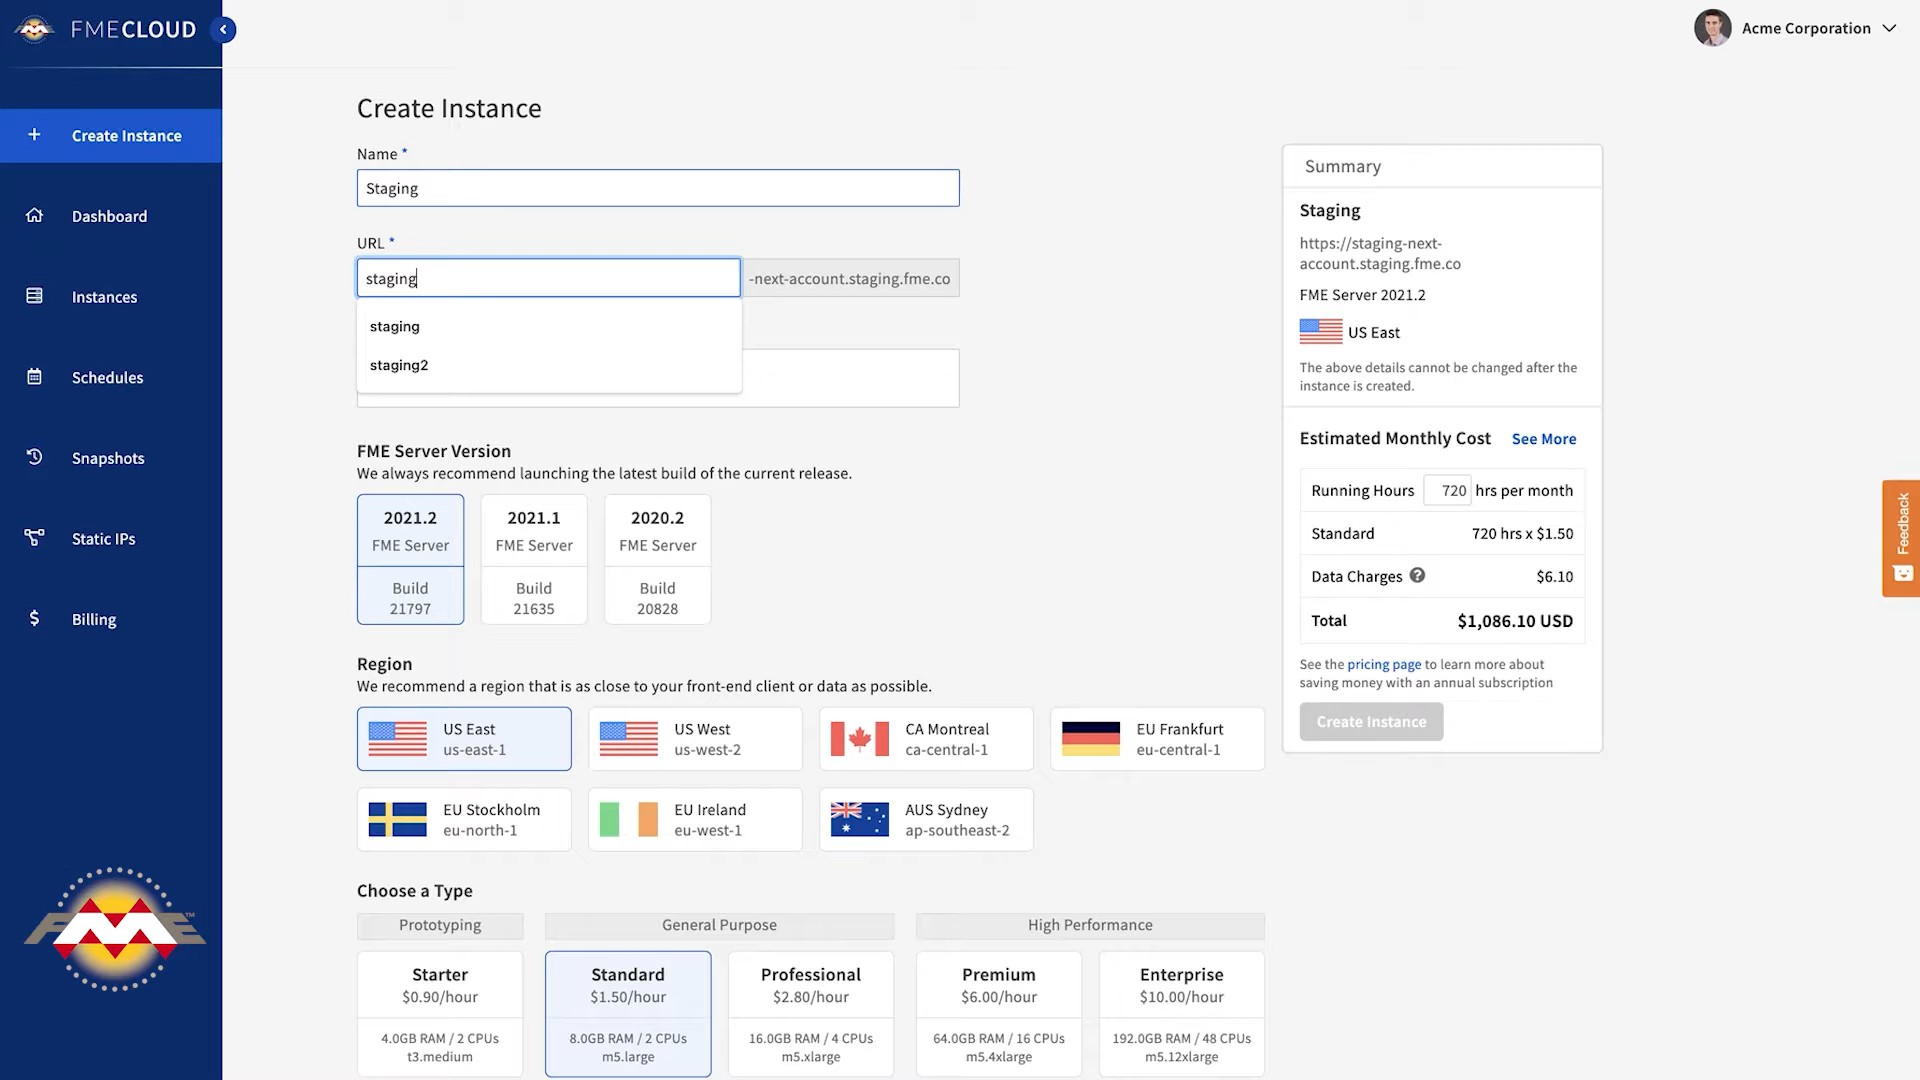 FMECLOUD
Acme Corporation
Create Instance
Dashboard
Instances
Schedules
Snapshots
Static IPs
Billing
FME
TM
Create Instance
Name *
Staging
URL *
staging
-next-account.staging.fme.co
staging
staging2
FME Server Version
We always recommend launching the latest build of the current release.
2021.2
FME Server
Build
21797
2021.1
FME Server
Build
21635
2020.2
FME Server
Build
20828
Region
We recommend a region that is as close to your front-end client or data as possible.
US East
us-east-1
US West
us-west-2
CA Montreal
ca-central-1
EU Frankfurt
eu-central-1
EU Stockholm
eu-north-1
EU Ireland
eu-west-1
AUS Sydney
ap-southeast-2
Choose a Type
Prototyping
General Purpose
High Performance
Starter
$0.90/hour
4.0GB RAM / 2 CPUs
t3.medium
Standard
$1.50/hour
8.0GB RAM / 2 CPUs
m5.large
Professional
$2.80/hour
16.0GB RAM / 4 CPUs
m5.xlarge
Premium
$6.00/hour
64.0GB RAM / 16 CPUs
m5.4xlarge
Enterprise
$10.00/hour
192.0GB RAM / 48 CPUs
m5.12xlarge
Summary
Staging
https://staging-next-
account.staging.fme.co
FME Server 2021.2
US East
The above details cannot be changed after the
instance is created.
Estimated Monthly Cost See More
Running Hours 720 hrs per month
Standard 720 hrs x $1.50
Data Charges ? $6.10
Total $1,086.10 USD
See the pricing page to learn more about
saving money with an annual subscription
Create Instance
Feedback